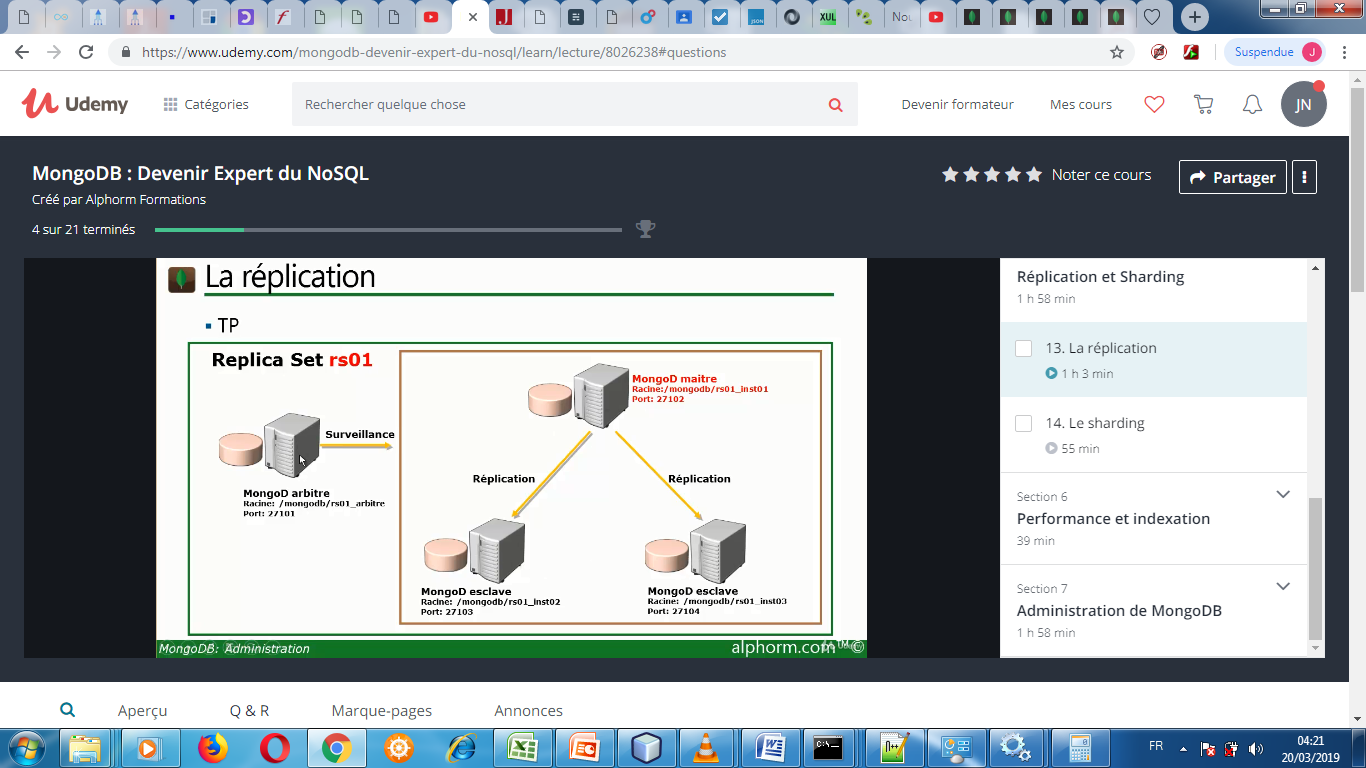 XUL
Nou
https://www.udemy.com/mongodb-devenir-expert-du-nosql/learn/lecture/8026238#questions
Suspendue J
Udemy
Catégories
Rechercher quelque chose
Devenir formateur
Mes cours
JN
MongoDB : Devenir Expert du NoSQL
Créé par Alphorm Formations
4 sur 21 terminés
Noter ce cours
Partager
La réplication
TP
Replica Set rs01
MongoD maitre
Racine:/mongodb/rs01_inst01
Port: 27102
Surveillance
MongoD arbitre
Racine: /mongodb/rs01_arbitre
Port: 27101
Réplication
Réplication
MongoD esclave
Racine: /mongodb/rs01_inst02
Port: 27103
MongoD esclave
Racine: /mongodb/rs01_inst03
Port: 27104
MongoDB: Administration
alphorm.com
©
Réplication et Sharding
1 h 58 min
13. La réplication
1 h 3 min
14. Le sharding
55 min
Section 6
Performance et indexation
39 min
Section 7
Administration de MongoDB
1 h 58 min
Aperçu
Q & R
Marque-pages
Annonces
FR
04:21
20/03/2019